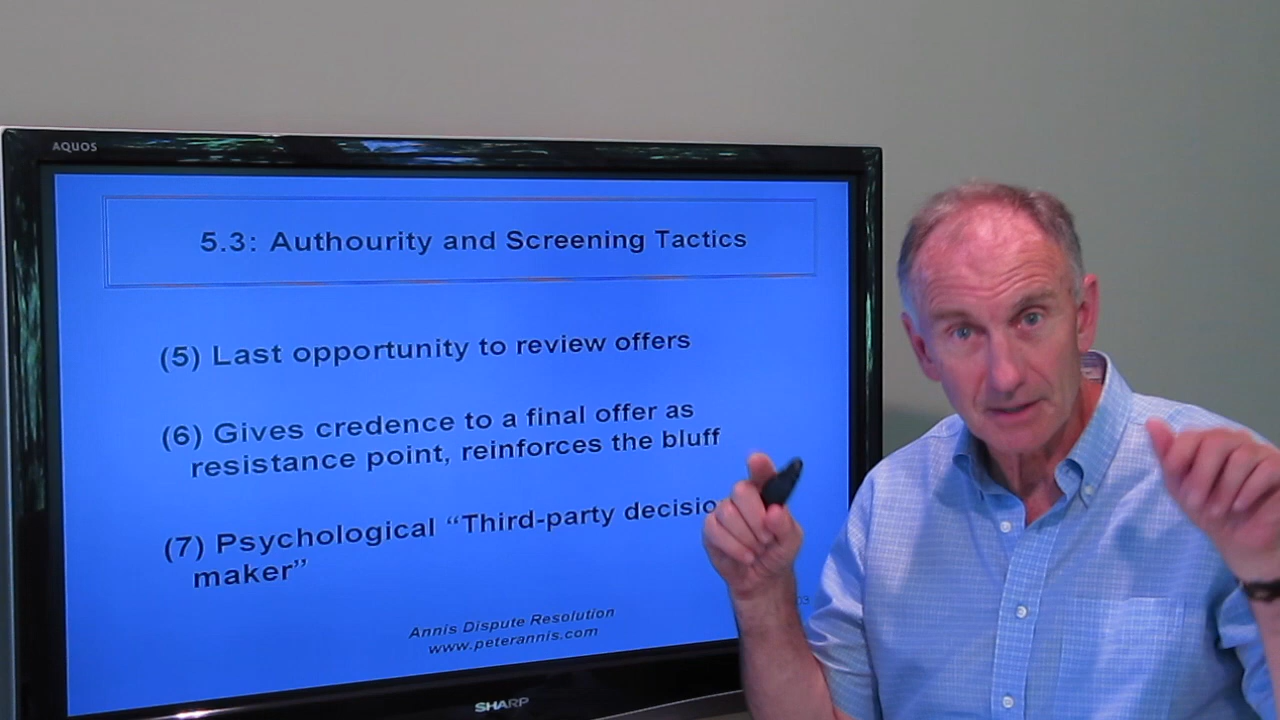 AQUOS
5.3: Authourity and Screening Tactics
(5) Last opportunity to review offers
(6) Gives credence to a final offer as
resistance point, reinforces the bluff
(7) Psychological “Third-party
maker”
Annis Dispute Resolution
www.peterannis.com
SHARP